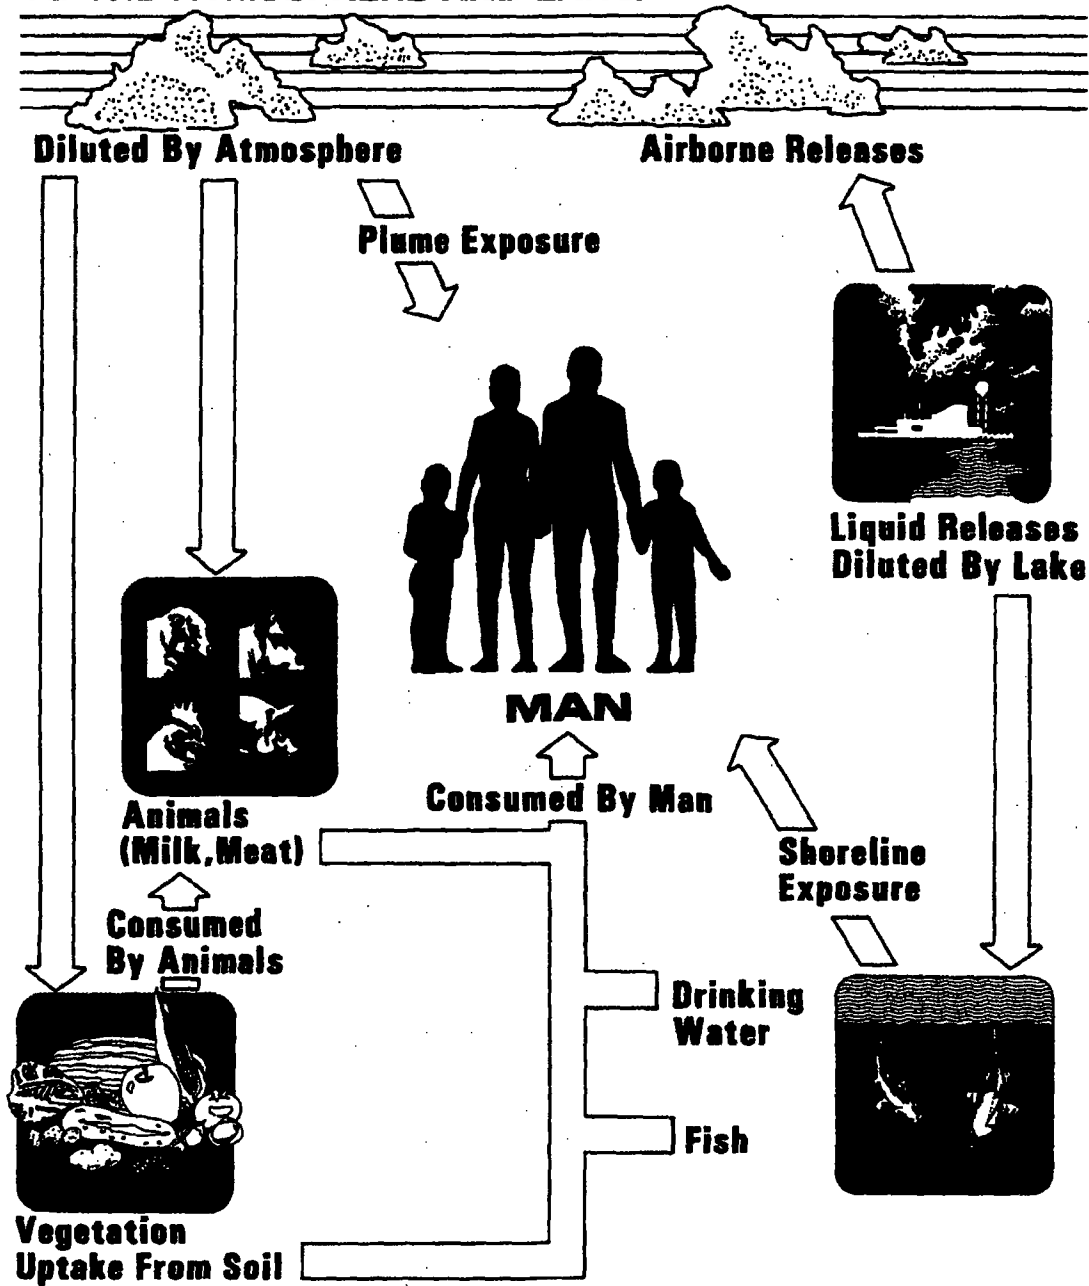 Diluted By Atmosphere
Airborne Releases
Plume Exposure
Liquid Releases
Diluted By Lake
MAN
Consumed By Man
Animals
(Milk,Meat)
Shoreline
Exposure
Consumed
By Animals
Drinking
Water
Fish
Vegetation
Uptake From Soil